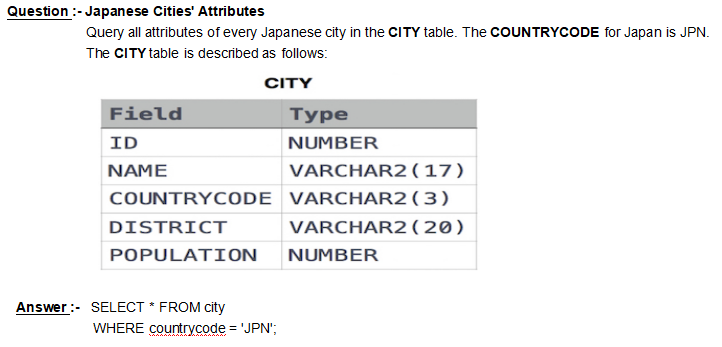 Question :- Japanese Cities' Attributes
Query all attributes of every Japanese city in the CITY table. The COUNTRYCODE for Japan is JPN.
The CITY table is described as follows:
CITY
Field Type
ID NUMBER
NAME VARCHAR2(17)
COUNTRYCODE VARCHAR2(3)
DISTRICT VARCHAR2(20)
POPULATION NUMBER
Answer :- SELECT * FROM city
WHERE countrycode = 'JPN';